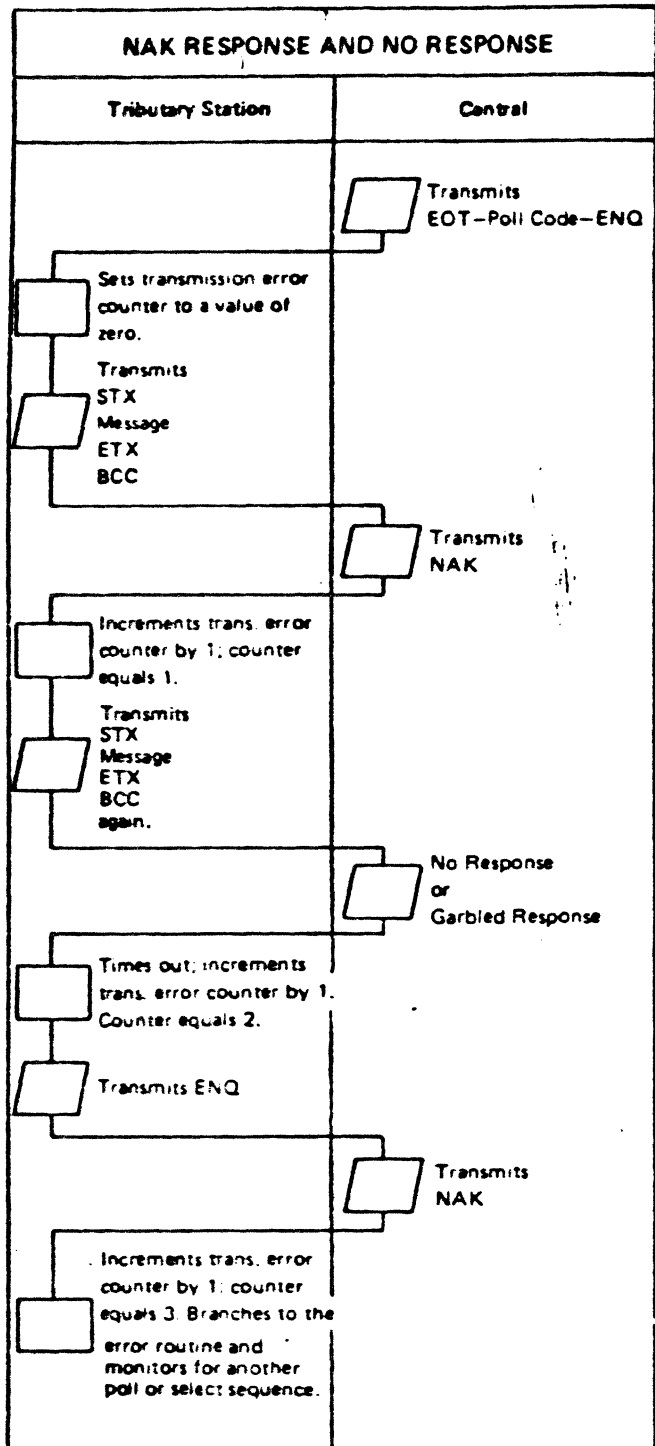 NAK RESPONSE AND NO RESPONSE
Tributary Station
Central
Transmits
EOT–Poll Code–ENQ
Sets transmission error
counter to a value of
zero.
Transmits
STX
Message
ETX
BCC
Transmits
NAK
Increments trans. error
counter by 1; counter
equals 1.
Transmits
STX
Message
ETX
BCC
again.
No Response
or
Garbled Response
Times out; increments
trans. error counter by 1.
Counter equals 2.
Transmits ENQ
Transmits
NAK
Increments trans. error
counter by 1; counter
equals 3. Branches to the
error routine and
monitors for another
poll or select sequence.